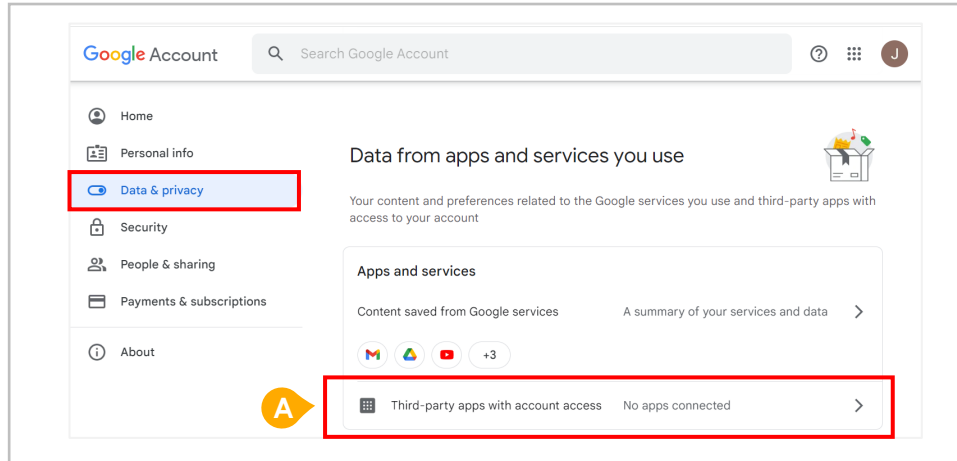 Google Account
Search Google Account
J
Home
Personal info
Data & privacy
Security
People & sharing
Payments & subscriptions
About
Data from apps and services you use
Your content and preferences related to the Google services you use and third-party apps with
access to your account
Apps and services
Content saved from Google services A summary of your services and data
+3
A
Third-party apps with account access No apps connected